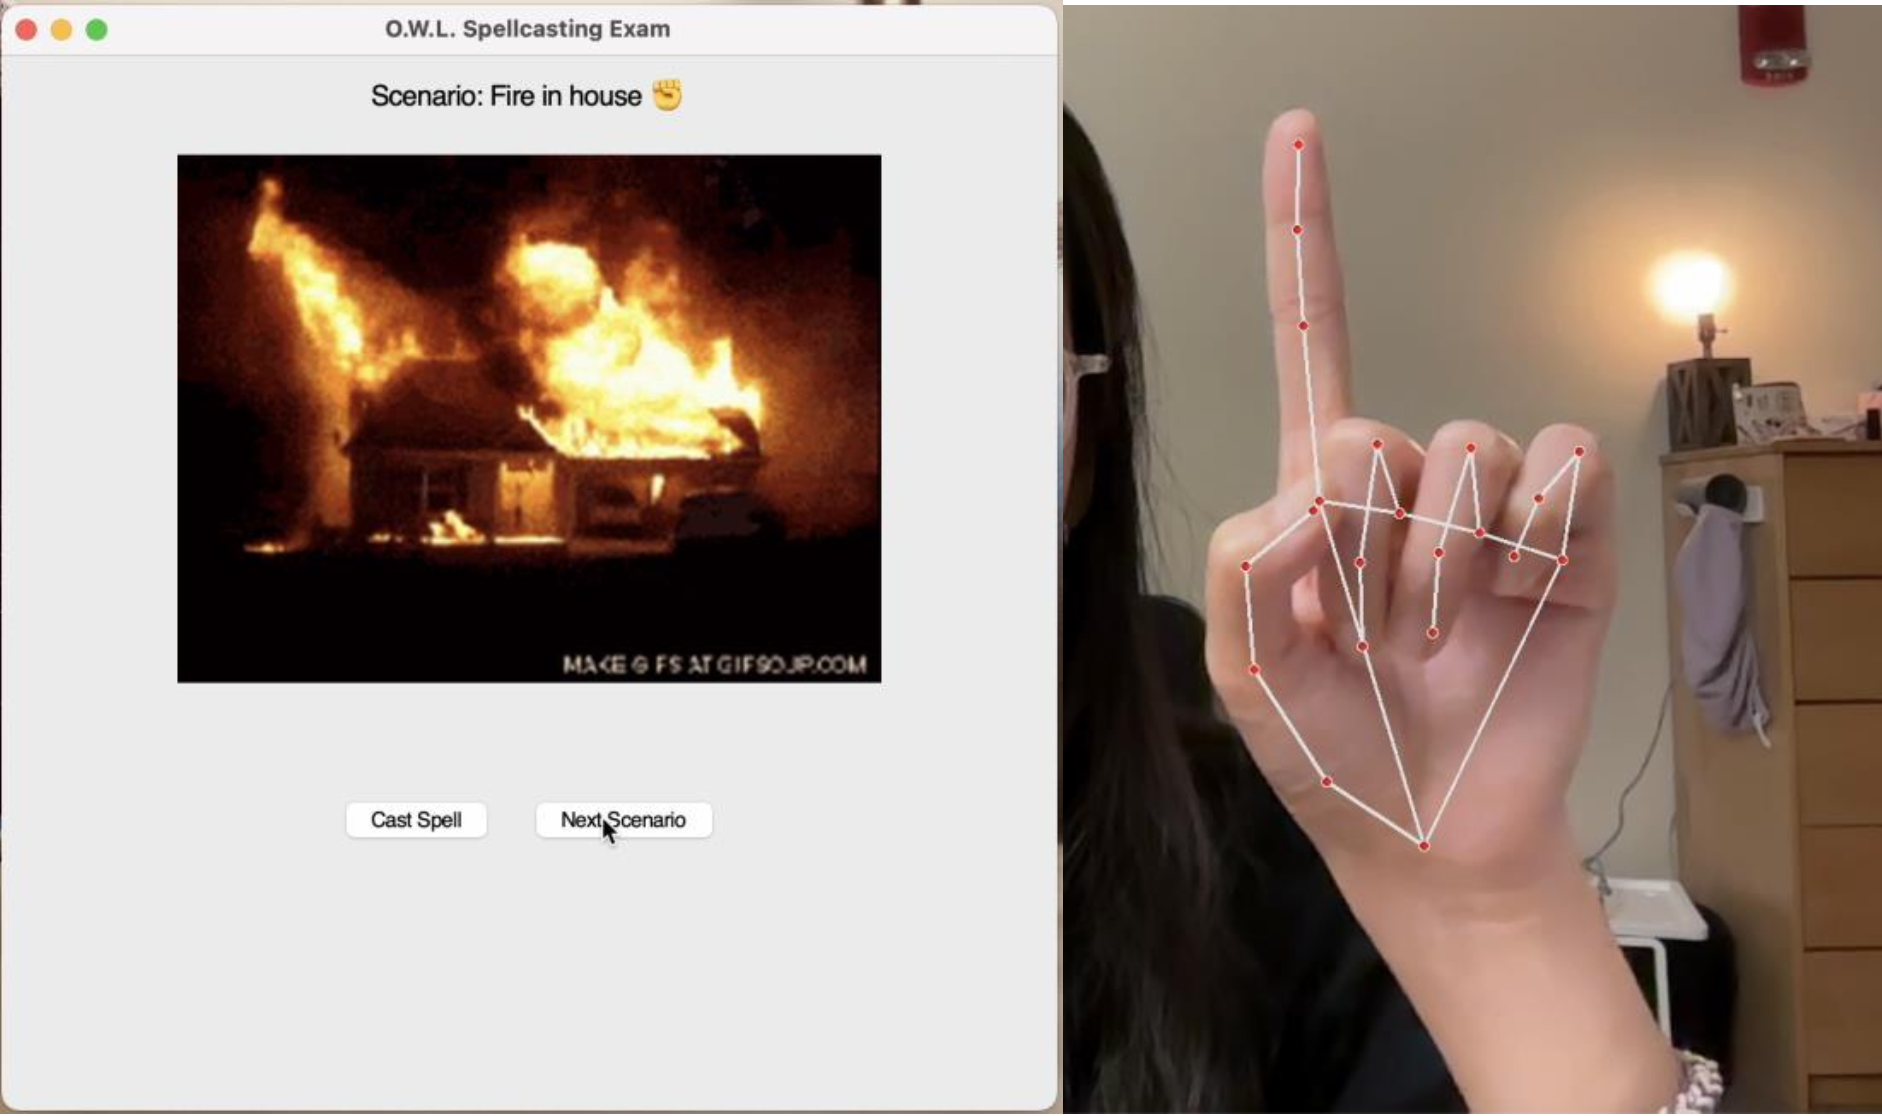 O.W.L. Spellcasting Exam
Scenario: Fire in house ✊
MAKE GIFS AT GIFSOUP.COM
Cast Spell
Next Scenario